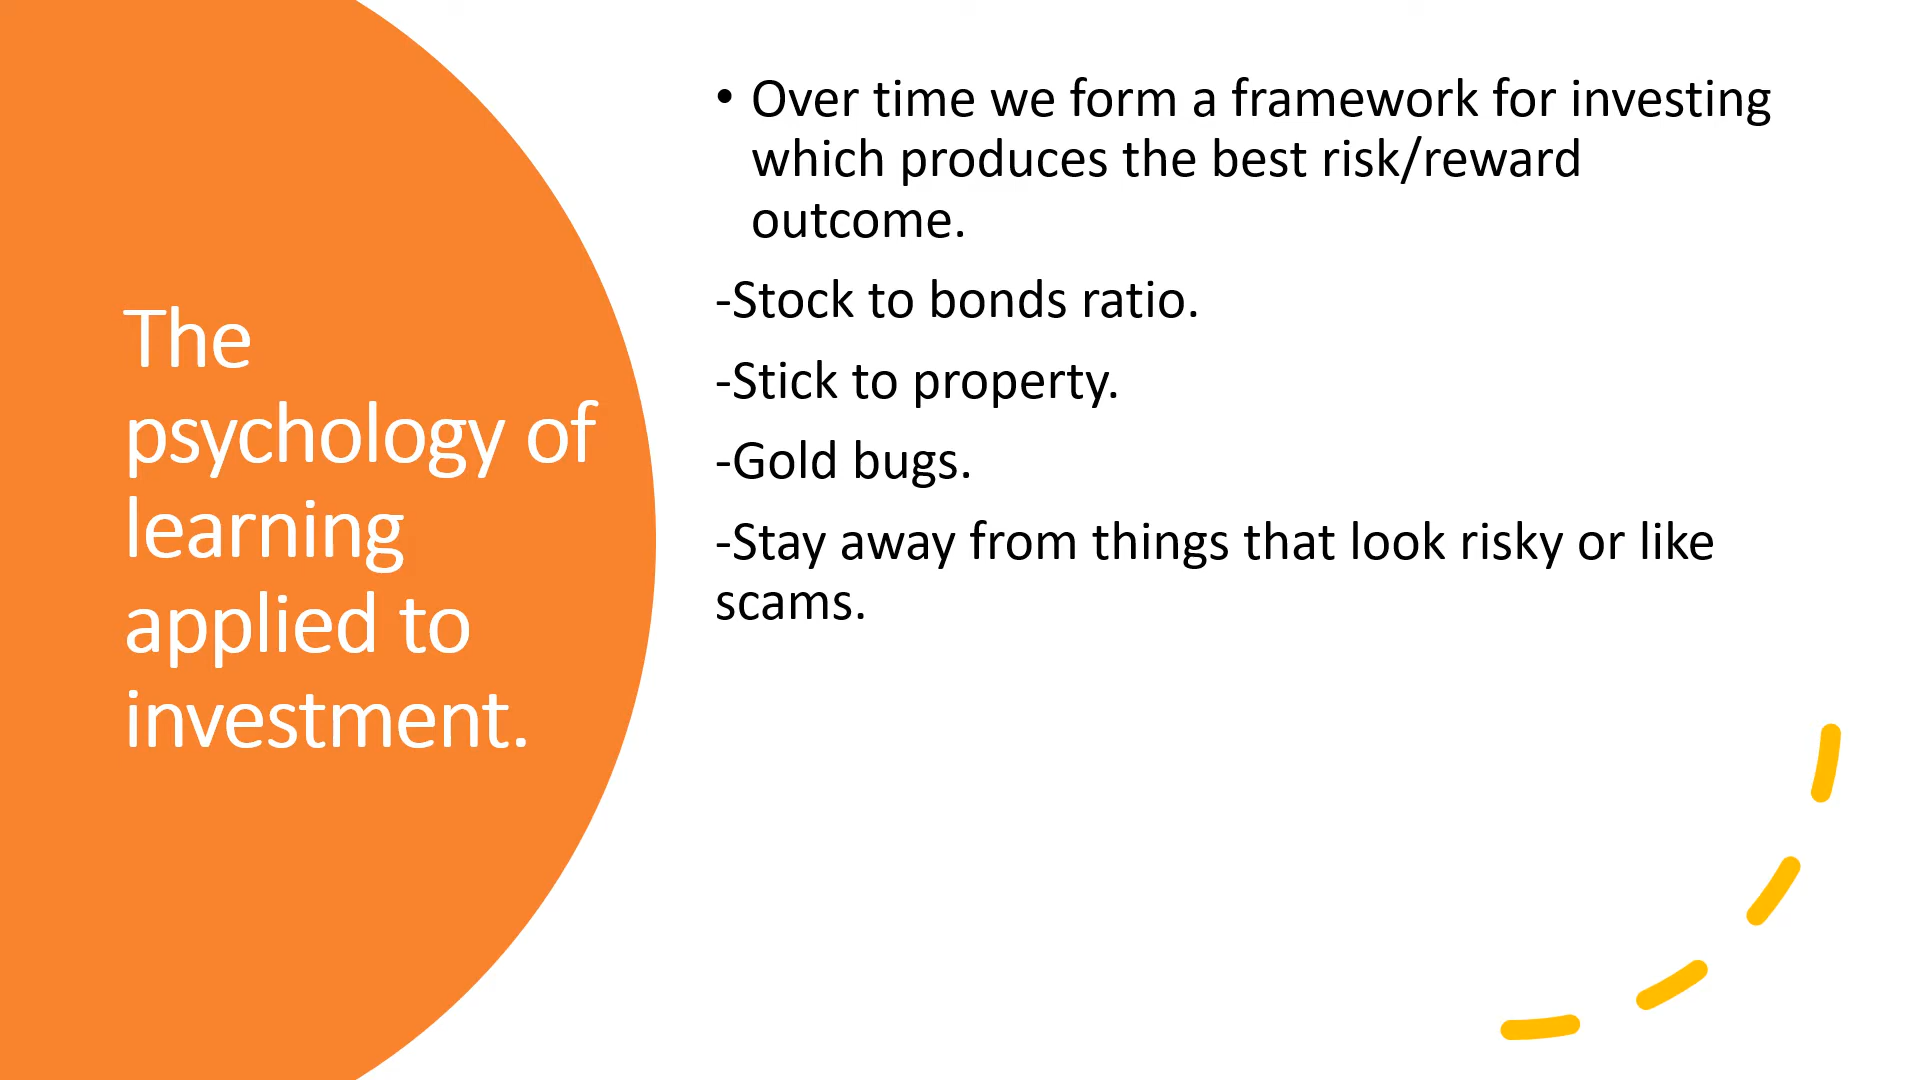 The
psychology of
learning
applied to
investment.
• Over time we form a framework for investing
which produces the best risk/reward
outcome.
-Stock to bonds ratio.
-Stick to property.
-Gold bugs.
-Stay away from things that look risky or like
scams.